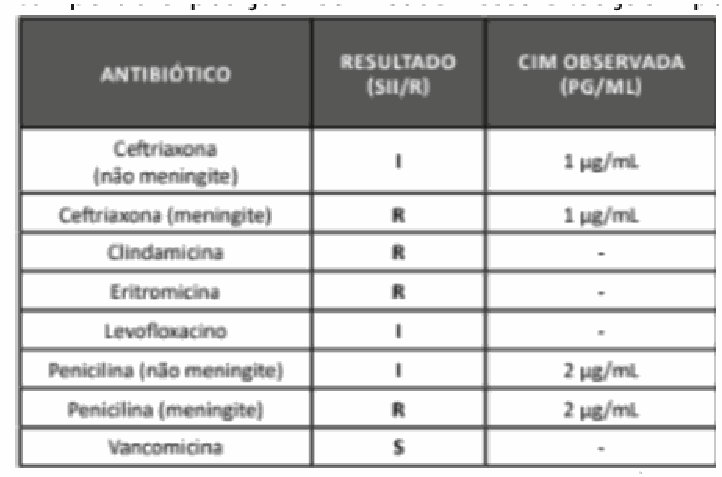 ANTIBIÓTICO
RESULTADO
(SII/R)
CIM OBSERVADA
(PG/ML)
Ceftriaxona
(não meningite)
I
1 µg/mL
Ceftriaxona (meningite)
R
1 µg/mL
Clindamicina
R
-
Eritromicina
R
-
Levofloxacino
I
-
Penicilina (não meningite)
I
2 µg/mL
Penicilina (meningite)
R
2 µg/mL
Vancomicina
S
-